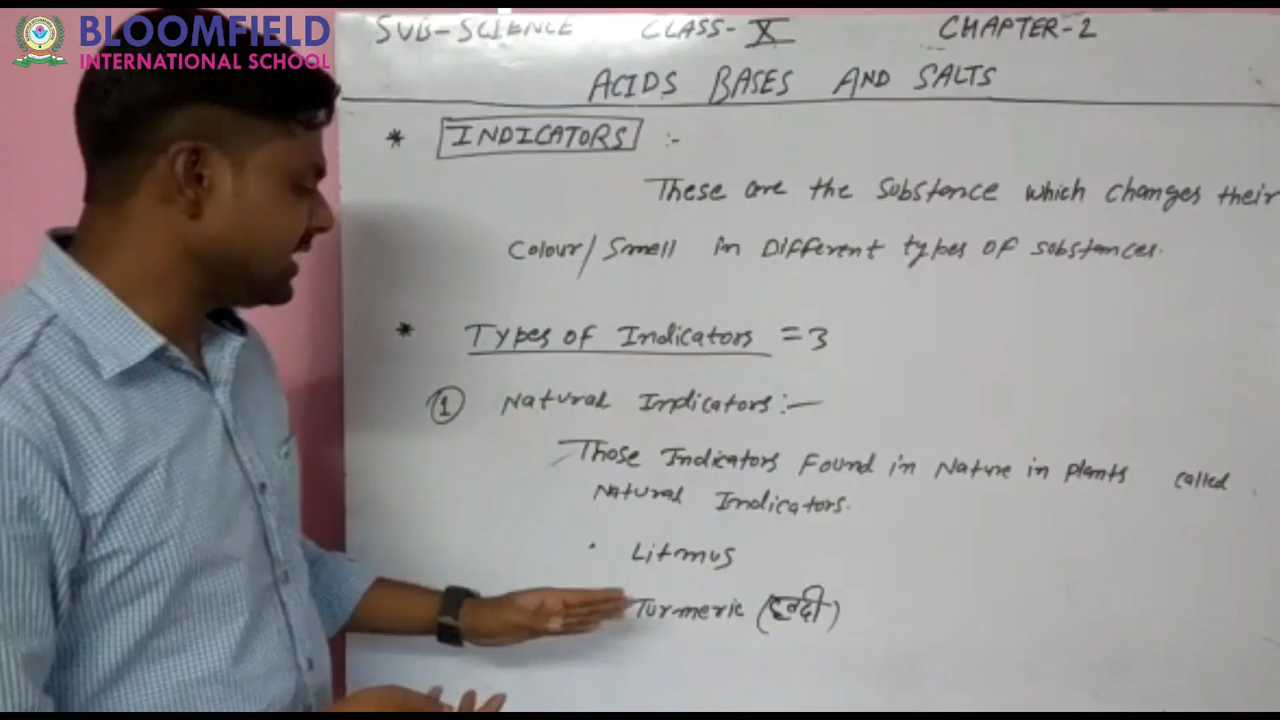 BLOOMFIELD
INTERNATIONAL SCHOOL
SUB-SCIENCE CLASS-X CHAPTER-2
ACIDS BASES AND SALTS
* INDICATORS :-
These are the Substance which changes their
Colour/Smell in Different types of substances.
* Types of Indicators = 3
① Natural Indicators:-
Those Indicators Found in Nature in plants called
Natural Indicators.
• Litmus
Turmeric (हल्दी)